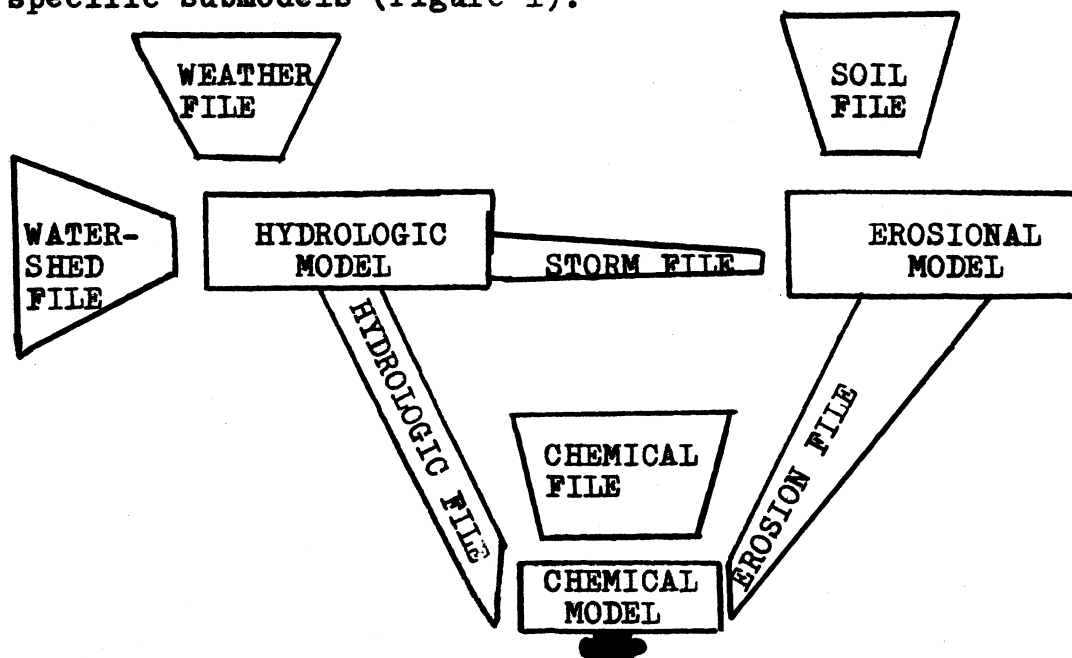 specific submodels (Figure 1).
WEATHER
FILE
SOIL
FILE
WATER-
SHED
FILE
HYDROLOGIC
MODEL
STORM FILE
EROSIONAL
MODEL
HYDROLOGIC FILE
CHEMICAL
FILE
EROSION FILE
CHEMICAL
MODEL